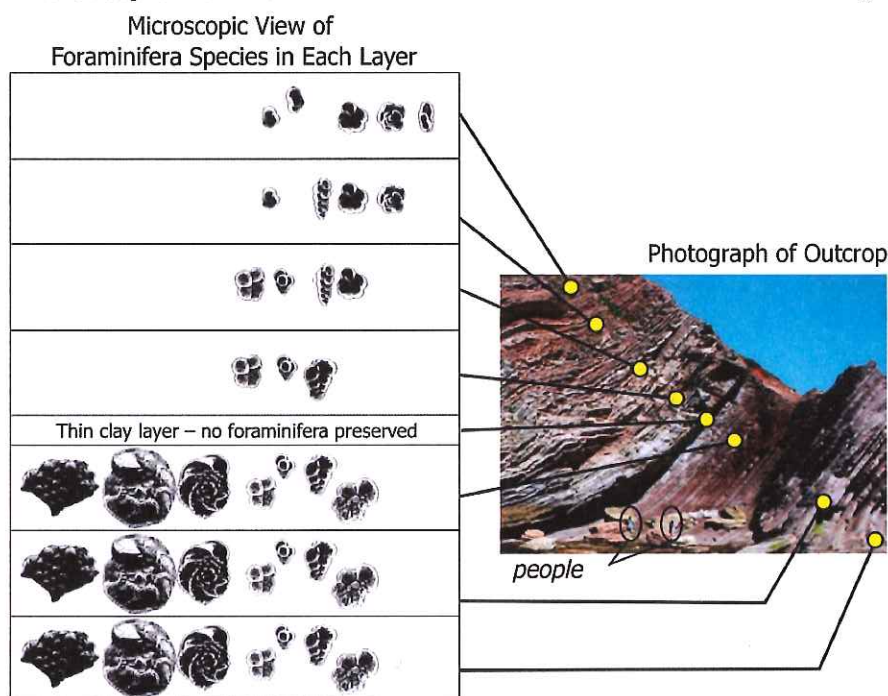 Microscopic View of
Foraminifera Species in Each Layer
Thin clay layer – no foraminifera preserved
Photograph of Outcrop
people